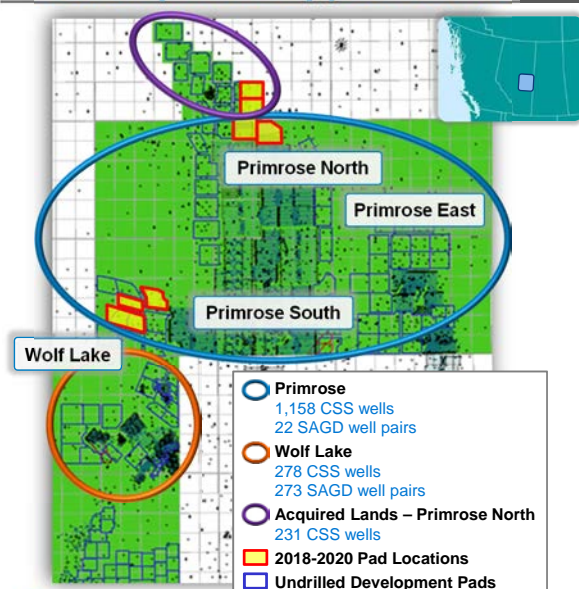 Primrose North
Primrose East
Primrose South
Wolf Lake
Primrose
1,158 CSS wells
22 SAGD well pairs
Wolf Lake
278 CSS wells
273 SAGD well pairs
Acquired Lands – Primrose North
231 CSS wells
2018-2020 Pad Locations
Undrilled Development Pads